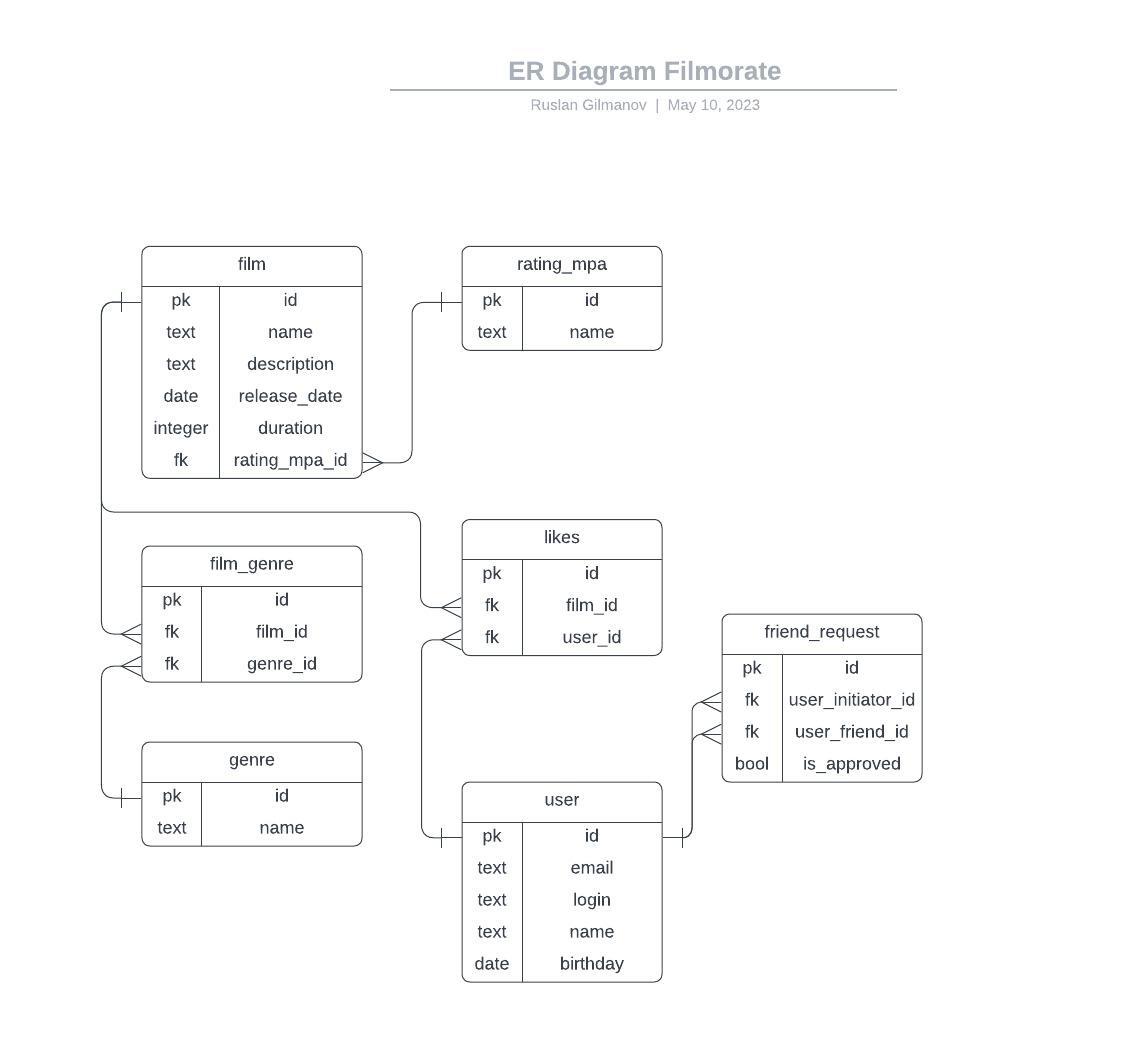 ER Diagram Filmorate
Ruslan Gilmanov | May 10, 2023
film
pk id
text name
text description
date release_date
integer duration
fk rating_mpa_id
rating_mpa
pk id
text name
film_genre
pk id
fk film_id
fk genre_id
likes
pk id
fk film_id
fk user_id
friend_request
pk id
fk user_initiator_id
fk user_friend_id
bool is_approved
genre
pk id
text name
user
pk id
text email
text login
text name
date birthday